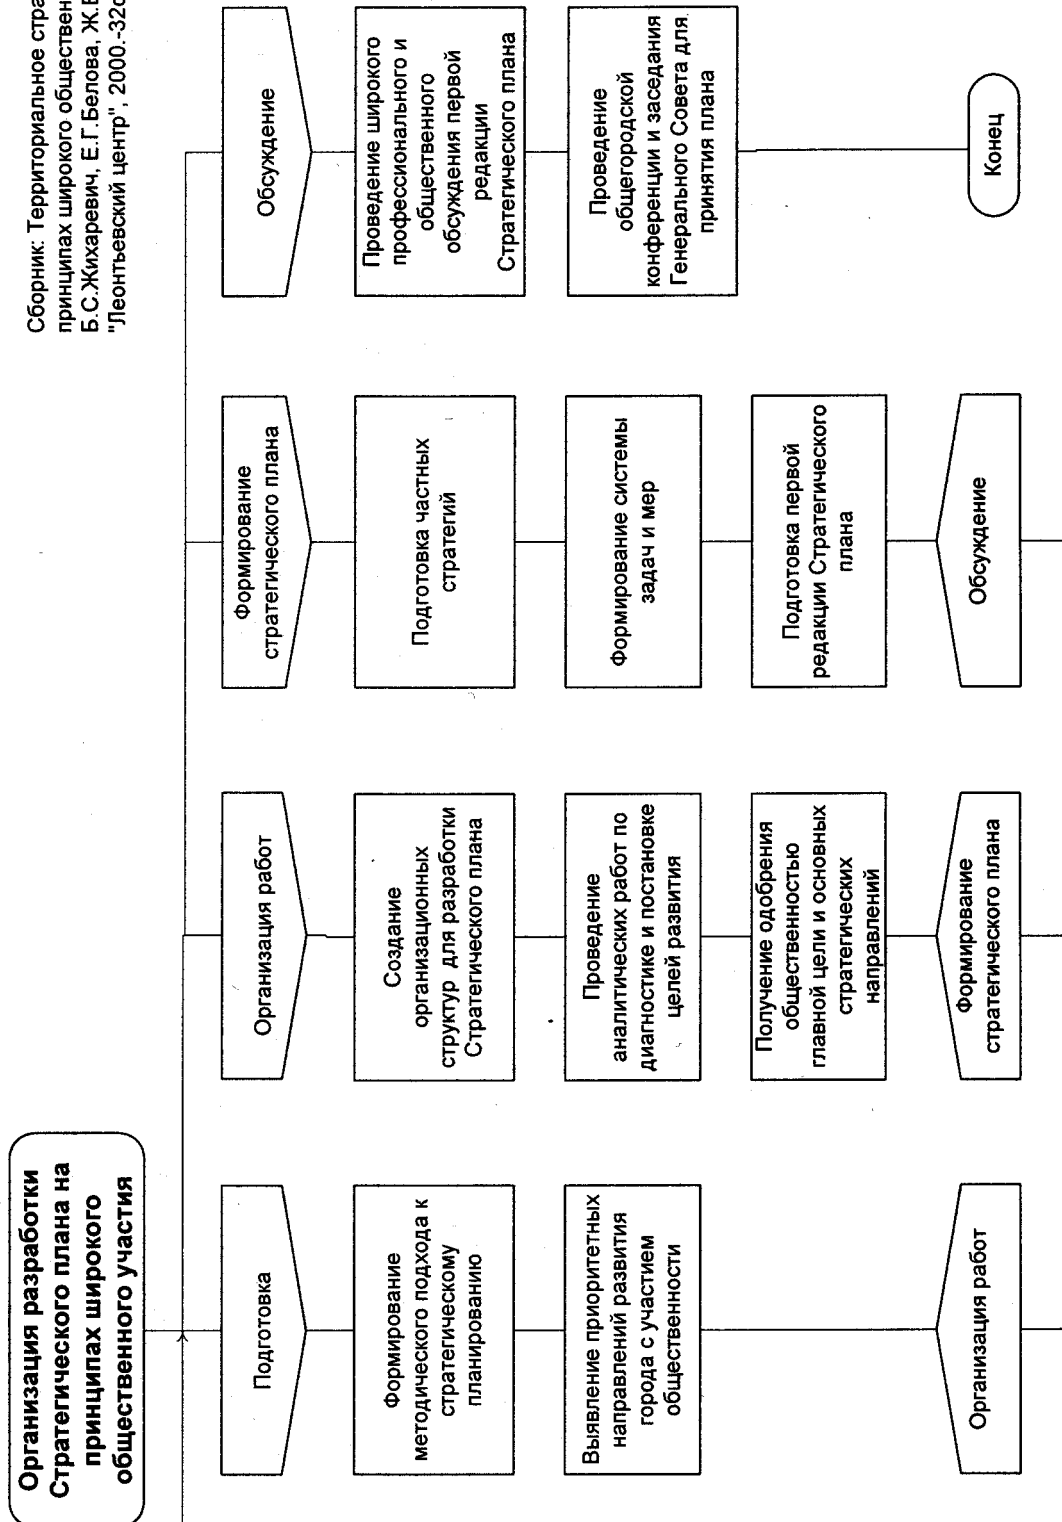 Организация разработки
Стратегического плана на
принципах широкого
общественного участия
Сборник: Территориальное
принципах широкого
Б.С.Жихаревич, Е.Г.Белова,
"Леонтьевский центр", 2000.-32
Подготовка
Формирование
методического подхода к
стратегическому
планированию
Выявление приоритетных
направлений развития
города с участием
общественности
Организация работ
Организация работ
Создание
организационных
структур для разработки
Стратегического плана
Проведение
аналитических работ по
диагностике и постановке
целей развития
Получение одобрения
общественностью
главной цели и основных
стратегических
направлений
Формирование
стратегического плана
Формирование
стратегического плана
Подготовка частных
стратегий
Формирование системы
задач и мер
Подготовка первой
редакции Стратегического
плана
Обсуждение
Обсуждение
Проведение широкого
профессионального и
общественного
обсуждения первой
редакции
Стратегического плана
Проведение
общегородской
конференции и заседания
Генерального Совета для
принятия плана
Конец